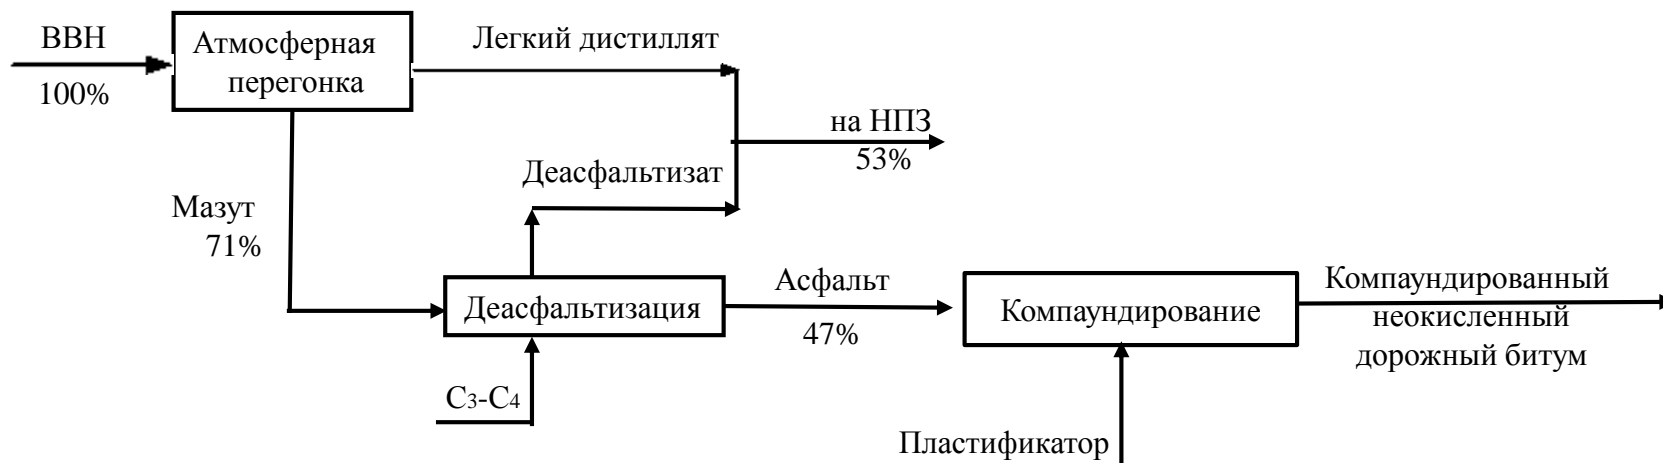 ВВН
100%
Атмосферная
перегонка
Легкий дистиллят
на НПЗ
53%
Деасфальтизат
Мазут
71%
Деасфальтизация
C3-C4
Асфальт
47%
Компаундирование
Пластификатор
Компаундированный
неокисленный
дорожный битум